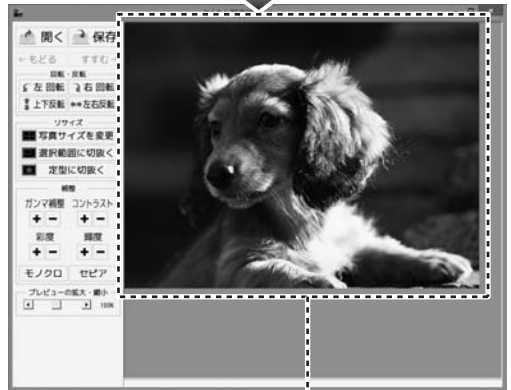 開く 保存
←もどる すすむ→
回転・反転
左回転 右回転
上下反転 左右反転
リサイズ
写真サイズを変更
選択範囲に切抜く
定型に切抜く
補整
ガンマ補整 コントラスト
+ - + -
彩度 輝度
+ - + -
モノクロ セピア
プレビューの拡大・縮小
100%